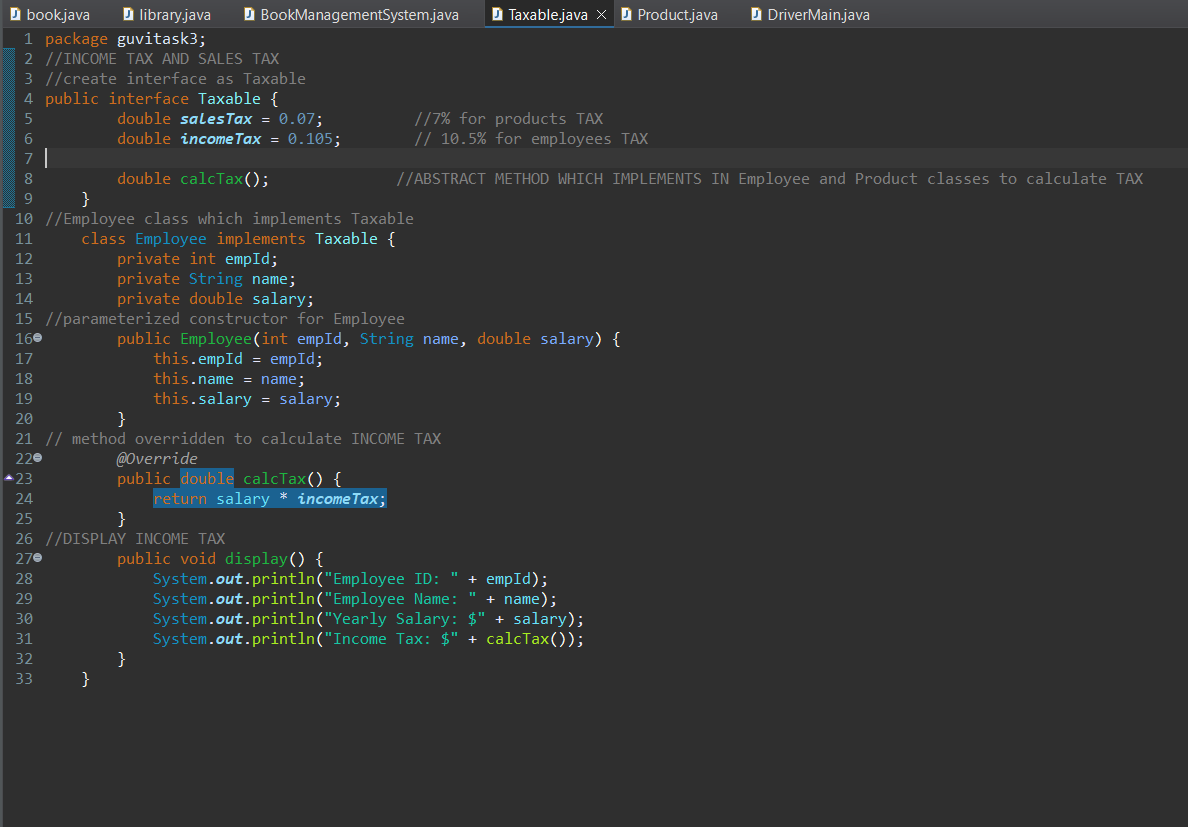 book.java library.java BookManagementSystem.java Taxable.java Product.java DriverMain.java
1 package guvitask3;
2 //INCOME TAX AND SALES TAX
3 //create interface as Taxable
4 public interface Taxable {
5 double salesTax = 0.07; //7% for products TAX
6 double incomeTax = 0.105; // 10.5% for employees TAX
7
8 double calcTax(); //ABSTRACT METHOD WHICH IMPLEMENTS IN Employee and Product classes to calculate TAX
9 }
10 //Employee class which implements Taxable
11 class Employee implements Taxable {
12 private int empId;
13 private String name;
14 private double salary;
15 //parameterized constructor for Employee
16 public Employee(int empId, String name, double salary) {
17 this.empId = empId;
18 this.name = name;
19 this.salary = salary;
20 }
21 // method overridden to calculate INCOME TAX
22 @Override
23 public double calcTax() {
24 return salary * incomeTax;
25 }
26 //DISPLAY INCOME TAX
27 public void display() {
28 System.out.println("Employee ID: " + empId);
29 System.out.println("Employee Name: " + name);
30 System.out.println("Yearly Salary: $" + salary);
31 System.out.println("Income Tax: $" + calcTax());
32 }
33 }